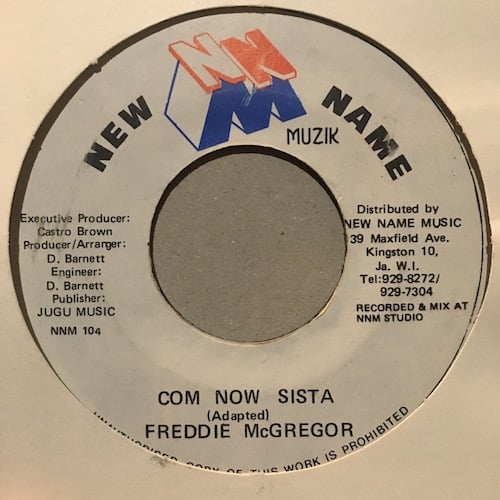 NEW NAME
NNM
MUZIK
Executive Producer:
Castro Brown
Producer/Arranger:
D. Barnett
Engineer:
D. Barnett
Publisher:
JUGU MUSIC
NNM 104
Distributed by
NEW NAME MUSIC
39 Maxfield Ave.
Kingston 10,
Ja. W.I.
Tel:929-8272/
929-7304
RECORDED & MIX AT
NNM STUDIO
COM NOW SISTA
(Adapted)
FREDDIE McGREGOR
COPY OF THIS WORK IS PROHIBITED